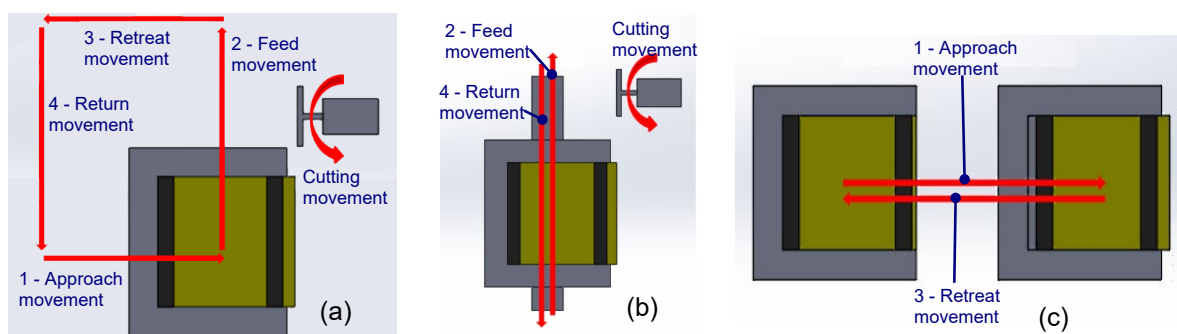 3 - Retreat
movement
2 - Feed
movement
4 - Return
movement
Cutting
movement
1 - Approach
movement
(a)
2 - Feed
movement
Cutting
movement
4 - Return
movement
(b)
1 - Approach
movement
3 - Retreat
movement
(c)